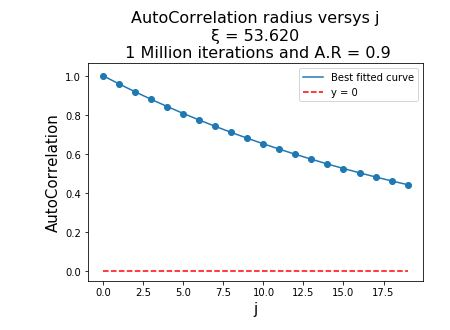 AutoCorrelation radius versys j
ξ = 53.620
1 Million iterations and A.R = 0.9
Best fitted curve
y = 0
AutoCorrelation
1.0
0.8
0.6
0.4
0.2
0.0
0.0 2.5 5.0 7.5 10.0 12.5 15.0 17.5
j